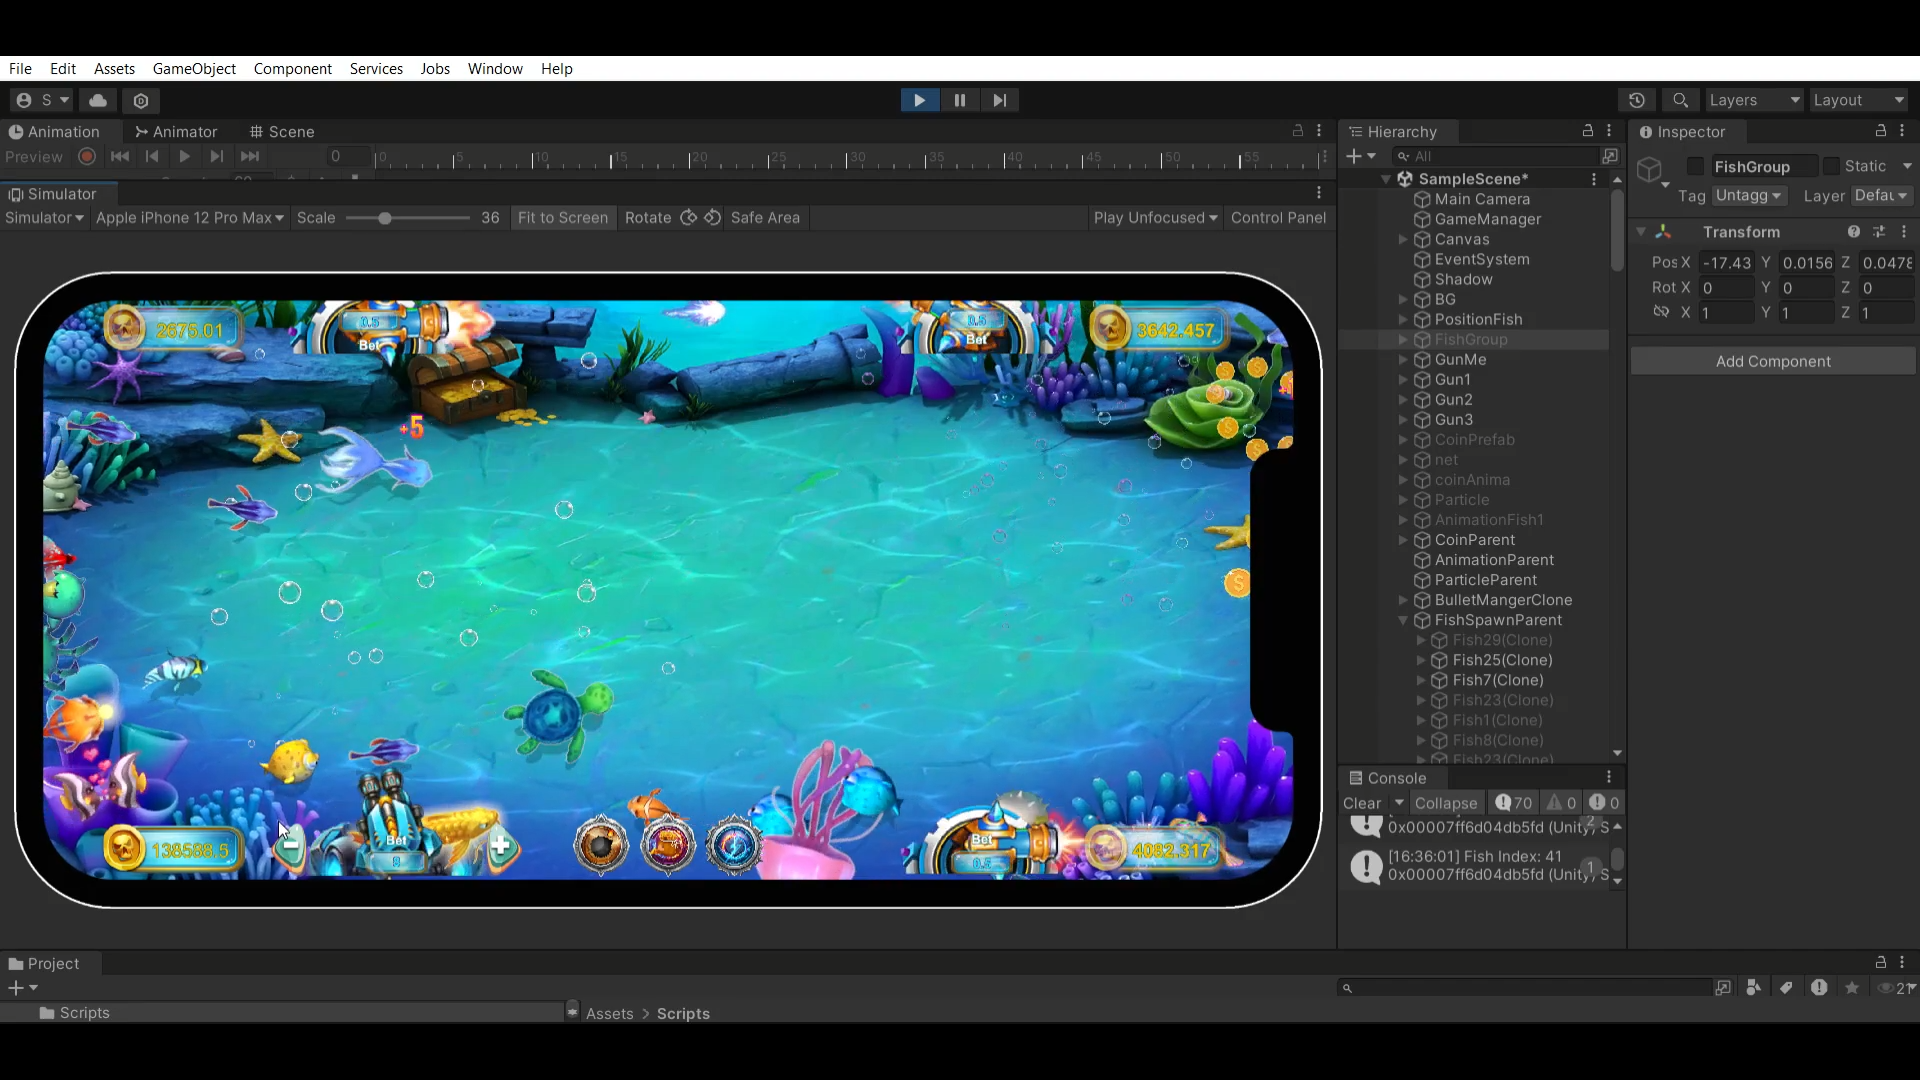 File Edit Assets GameObject Component Services Jobs Window Help
S Layers Layout
Animation Animator Scene
Preview 0 0 5 10 15 20 25 30 35 40 45 50 55
Simulator
Simulator Apple iPhone 12 Pro Max Scale 36 Fit to Screen Rotate Safe Area Play Unfocused Control Panel
2675.01
0.5
Bet
0.5
Bet
3642.457
+5
138588.5
Bet
8
Bet
0.5
4082.317
Hierarchy
All
SampleScene*
Main Camera
GameManager
Canvas
EventSystem
Shadow
BG
PositionFish
FishGroup
GunMe
Gun1
Gun2
Gun3
CoinPrefab
net
coinAnima
Particle
AnimationFish1
CoinParent
AnimationParent
ParticleParent
BulletMangerClone
FishSpawnParent
Fish29(Clone)
Fish25(Clone)
Fish7(Clone)
Fish23(Clone)
Fish1(Clone)
Fish8(Clone)
Fish23(Clone)
Console
Clear Collapse 70 0 0
0x00007ff6d04db5fd (Unity) S 2
[16:36:01] Fish Index: 41
0x00007ff6d04db5fd (Unity) S 1
Inspector
FishGroup Static
Tag Untagg Layer Defau
Transform
Pos X -17.43 Y 0.0156 Z 0.0478
Rot X 0 Y 0 Z 0
X 1 Y 1 Z 1
Add Component
Project
21
Scripts
Assets > Scripts